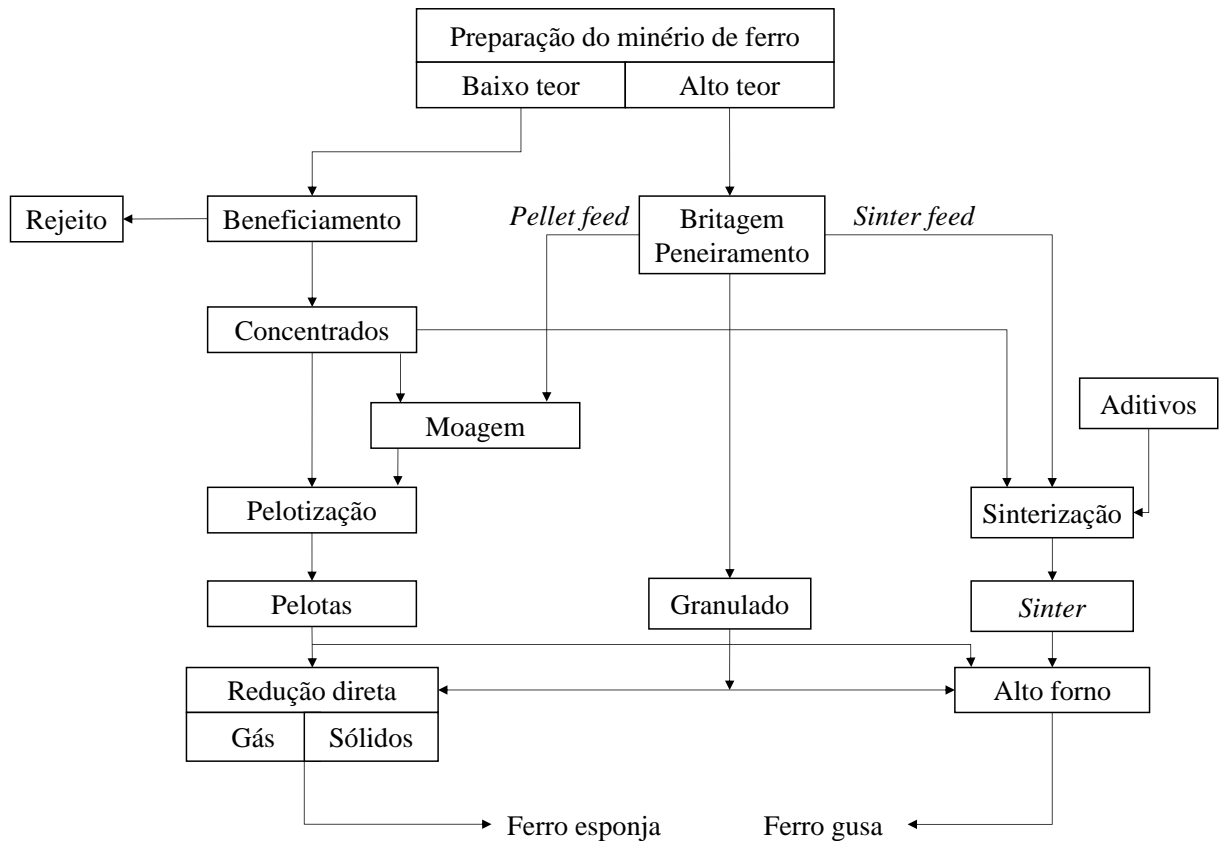 Preparação do minério de ferro
Baixo teor
Alto teor
Rejeito
Beneficiamento
Pellet feed
Britagem
Peneiramento
Sinter feed
Concentrados
Moagem
Aditivos
Pelotização
Sinterização
Pelotas
Granulado
Sinter
Redução direta
Alto forno
Gás
Sólidos
Ferro esponja
Ferro gusa